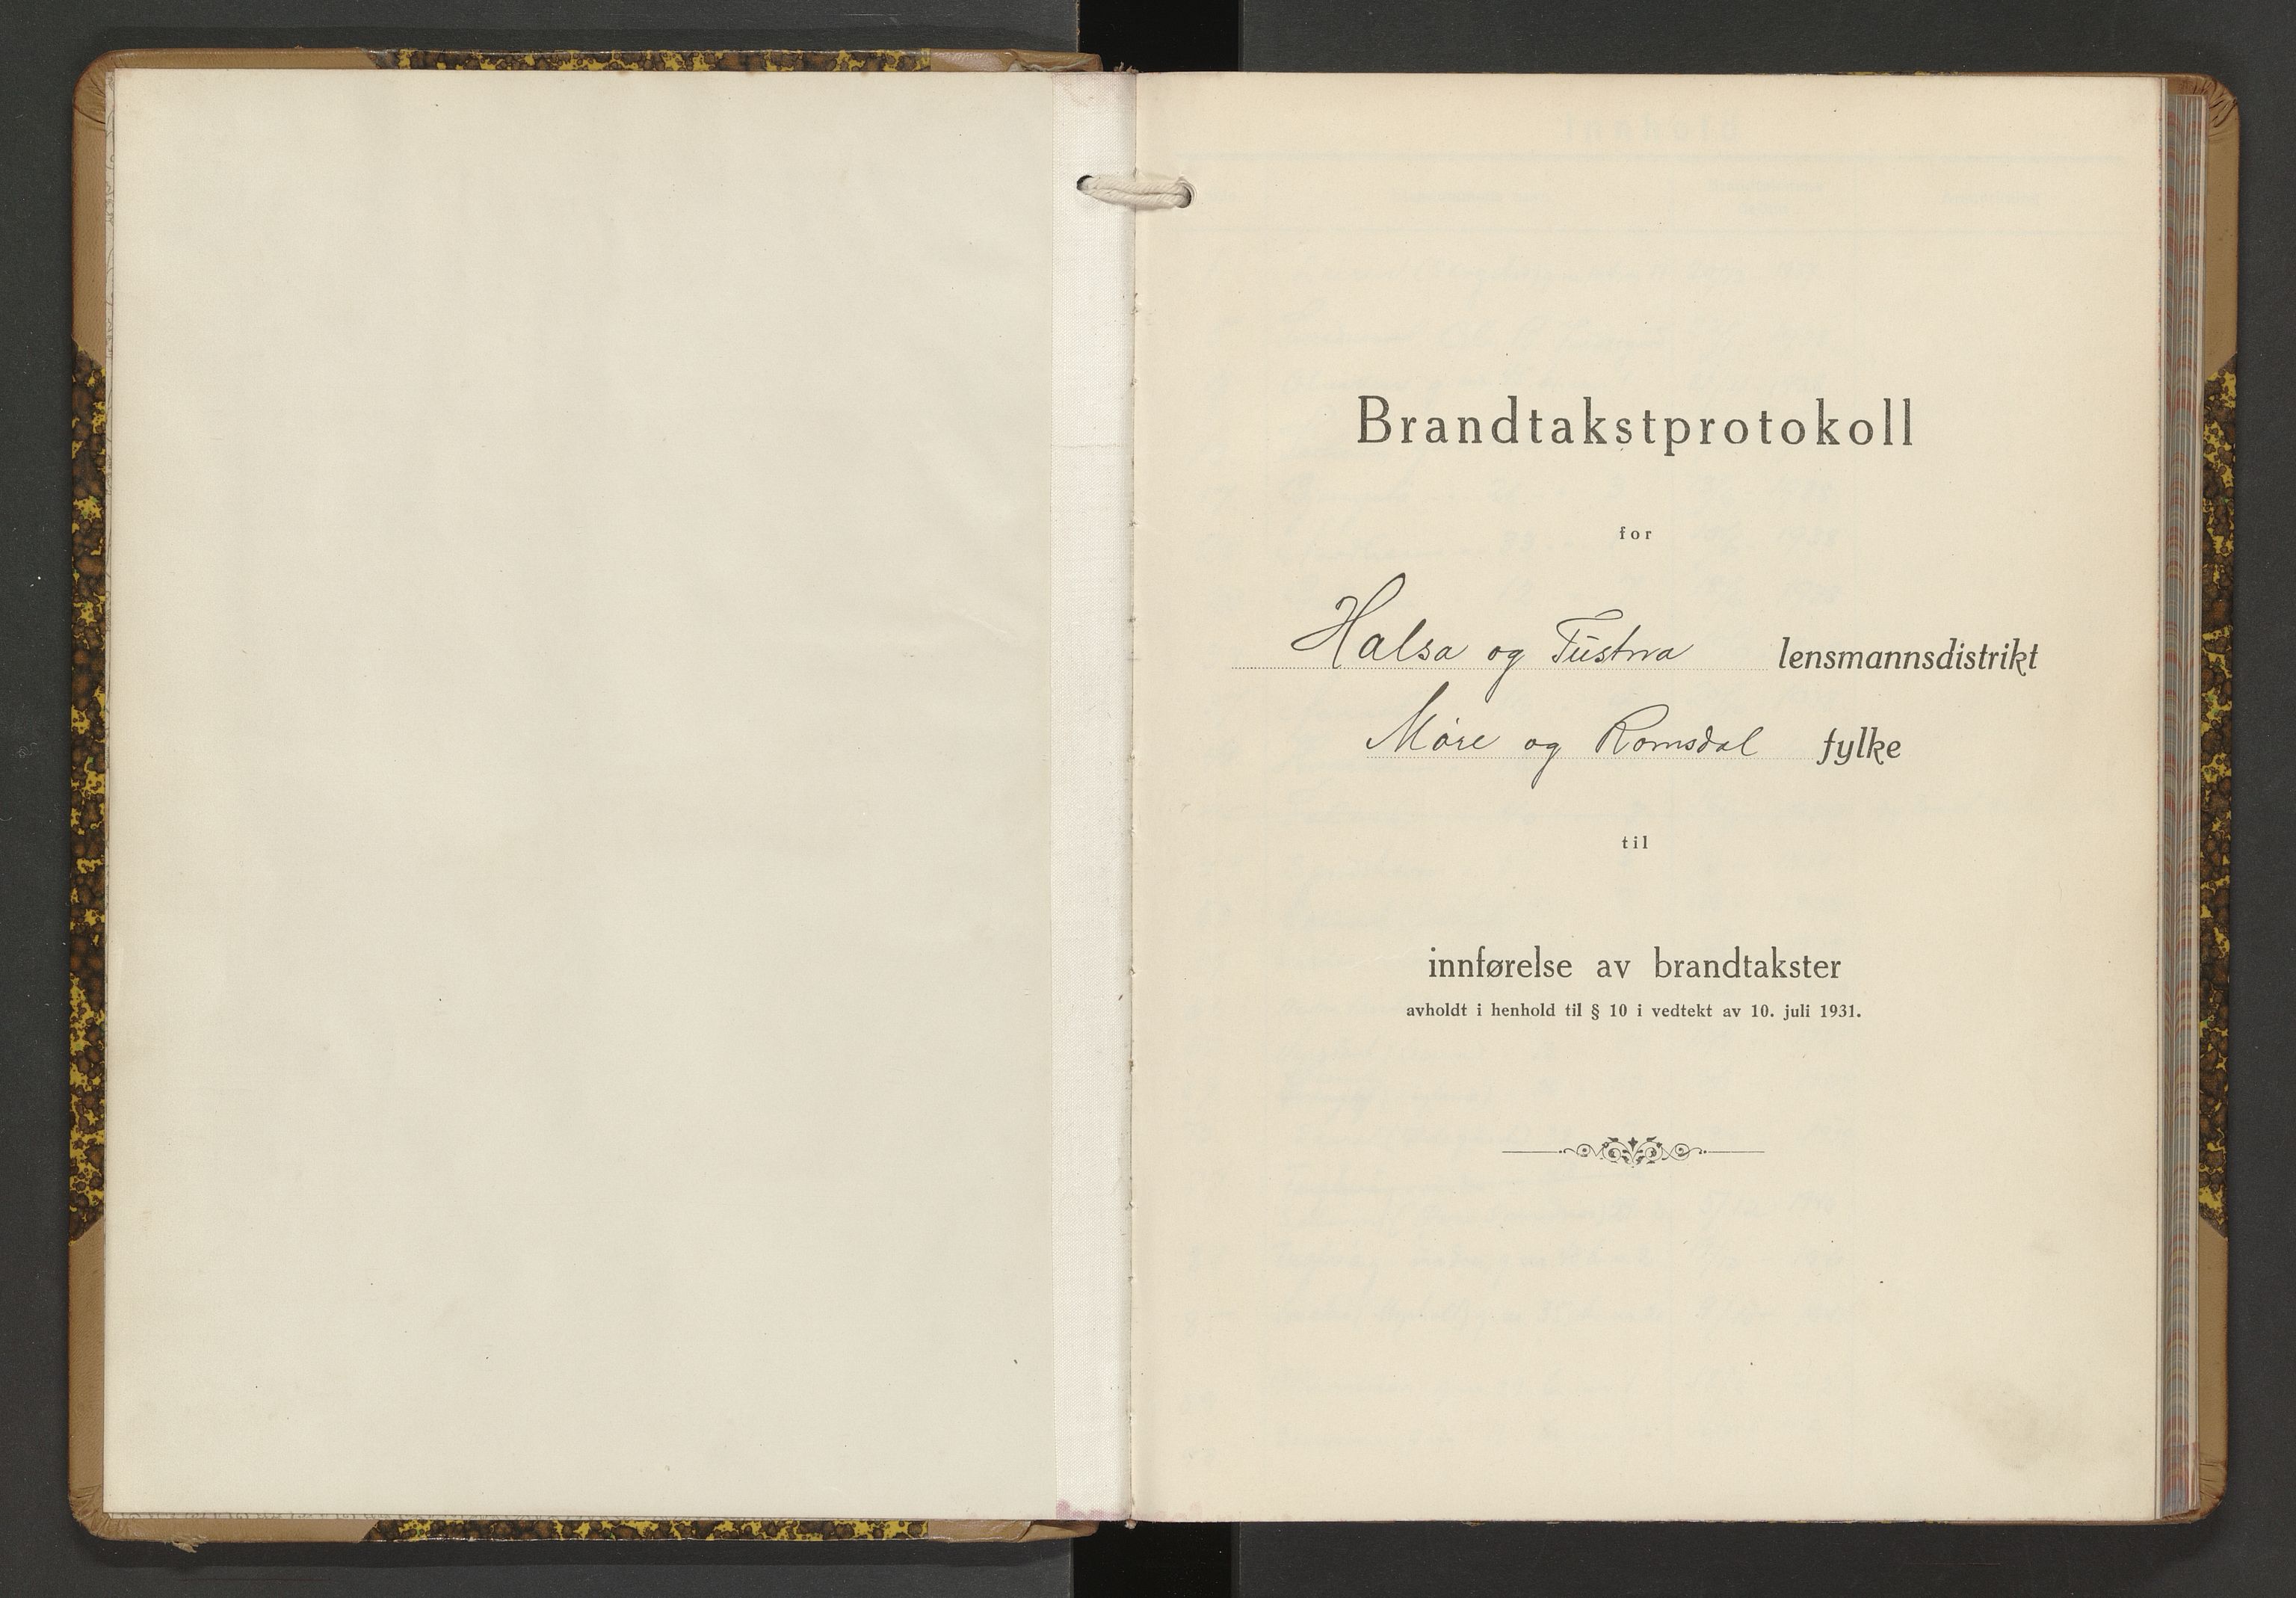 Brandtakstprotokoll
for
Halsa og Tustna lensmannsdistrikt
Møre og Romsdal fylke
til
innførelse av brandtakster
avholdt i henhold til § 10 i vedtekt av 10. juli 1931.